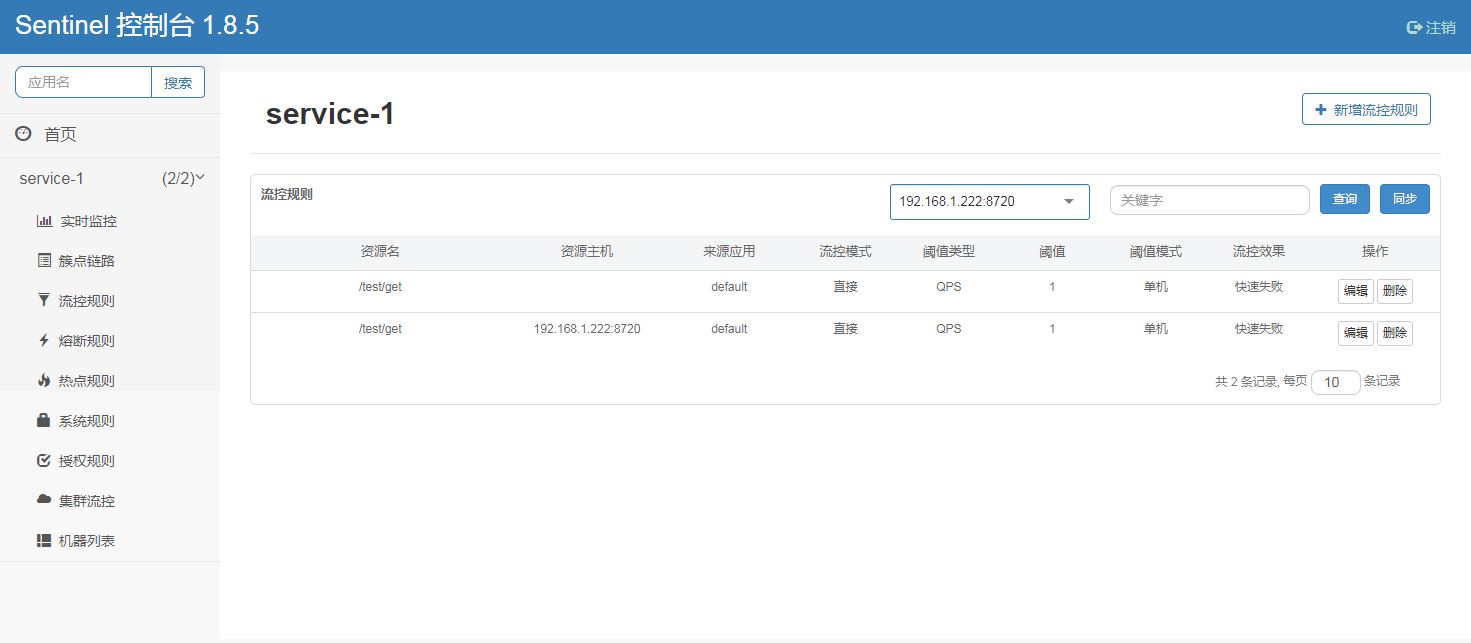 Sentinel 控制台 1.8.5
注销
应用名 搜索
首页
service-1 (2/2)
实时监控
簇点链路
流控规则
熔断规则
热点规则
系统规则
授权规则
集群流控
机器列表
service-1
新增流控规则
流控规则 192.168.1.222:8720 关键字 查询 同步
资源名 资源主机 来源应用 流控模式 阈值类型 阈值 阈值模式 流控效果 操作
/test/get default 直接 QPS 1 单机 快速失败 编辑 删除
/test/get 192.168.1.222:8720 default 直接 QPS 1 单机 快速失败 编辑 删除
共 2 条记录, 每页 10 条记录